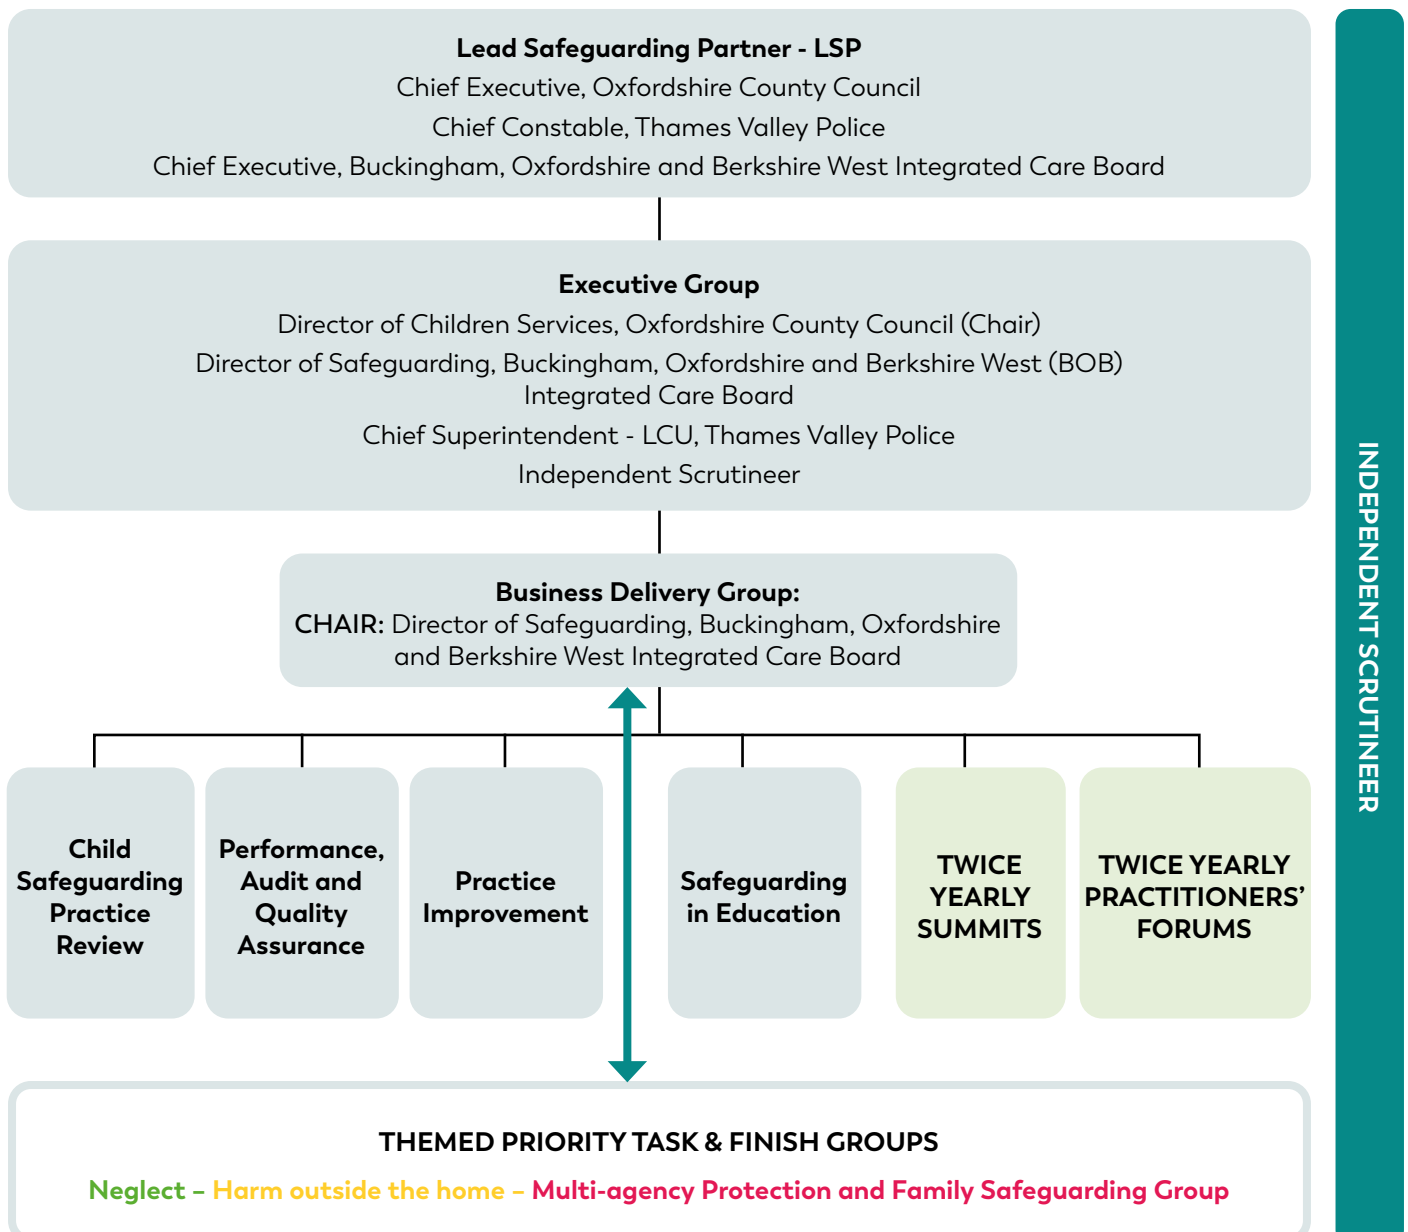 Lead Safeguarding Partner - LSP
Chief Executive, Oxfordshire County Council
Chief Constable, Thames Valley Police
Chief Executive, Buckingham, Oxfordshire and Berkshire West Integrated Care Board
Executive Group
Director of Children Services, Oxfordshire County Council (Chair)
Director of Safeguarding, Buckingham, Oxfordshire and Berkshire West (BOB)
Integrated Care Board
Chief Superintendent - LCU, Thames Valley Police
Independent Scrutineer
Business Delivery Group:
CHAIR: Director of Safeguarding, Buckingham, Oxfordshire
and Berkshire West Integrated Care Board
Child
Safeguarding
Practice
Review
Performance,
Audit and
Quality
Assurance
Practice
Improvement
Safeguarding
in Education
TWICE
YEARLY
SUMMITS
TWICE YEARLY
PRACTITIONERS’
FORUMS
THEMED PRIORITY TASK & FINISH GROUPS
Neglect – Harm outside the home – Multi-agency Protection and Family Safeguarding Group
INDEPENDENT SCRUTINEER